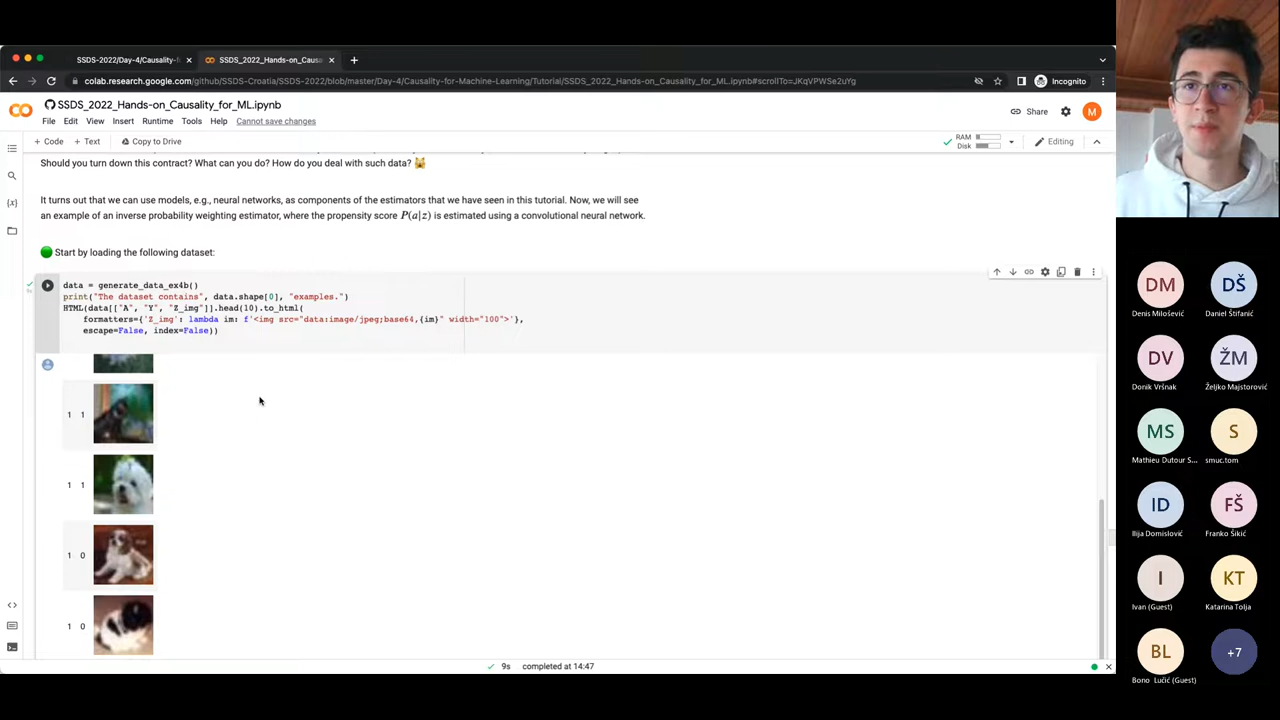 SSDS-2022/Day-4/Causality-for
SSDS_2022_Hands-on_Causa
colab.research.google.com/github/SSDS-Croatia/SSDS-2022/blob/master/Day-4/Causality-for-Machine-Learning/Tutorial/SSDS_2022_Hands-on_Causality_for_ML.ipynb#scrollTo=JKqVPWSe2uYg
Incognito
SSDS_2022_Hands-on_Causality_for_ML.ipynb
Share
M
File Edit View Insert Runtime Tools Help Cannot save changes
+ Code + Text Copy to Drive
RAM
Disk
Editing
Should you turn down this contract? What can you do? How do you deal with such data?
It turns out that we can use models, e.g., neural networks, as components of the estimators that we have seen in this tutorial. Now, we will see
an example of an inverse probability weighting estimator, where the propensity score P(a|z) is estimated using a convolutional neural network.
Start by loading the following dataset:
data = generate_data_ex4b()
print("The dataset contains", data.shape[0], "examples.")
HTML(data[["A", "Y", "Z_img"]].head(10).to_html(
formatters={'Z_img': lambda im: f'<img src="data:image/jpeg;base64,{im}" width="100">'},
escape=False, index=False))
1 1
1 1
1 0
1 0
9s completed at 14:47
DM
Denis Milošević
DŠ
Daniel Štifanić
DV
Donik Vršnak
ŽM
Željko Majstorović
MS
Mathieu Dutour S...
S
smuc.tom
ID
Ilija Domislović
FŠ
Franko Šikić
I
Ivan (Guest)
KT
Katarina Tolja
BL
Bono Lučić (Guest)
+7